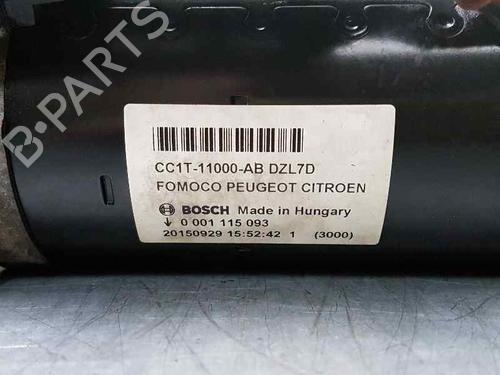 B-PARTS
CC1T-11000-AB DZL7D
FOMOCO PEUGEOT CITROEN
BOSCH Made in Hungary
↓ 0 001 115 093
20150929 15:52:42 1 (3000)